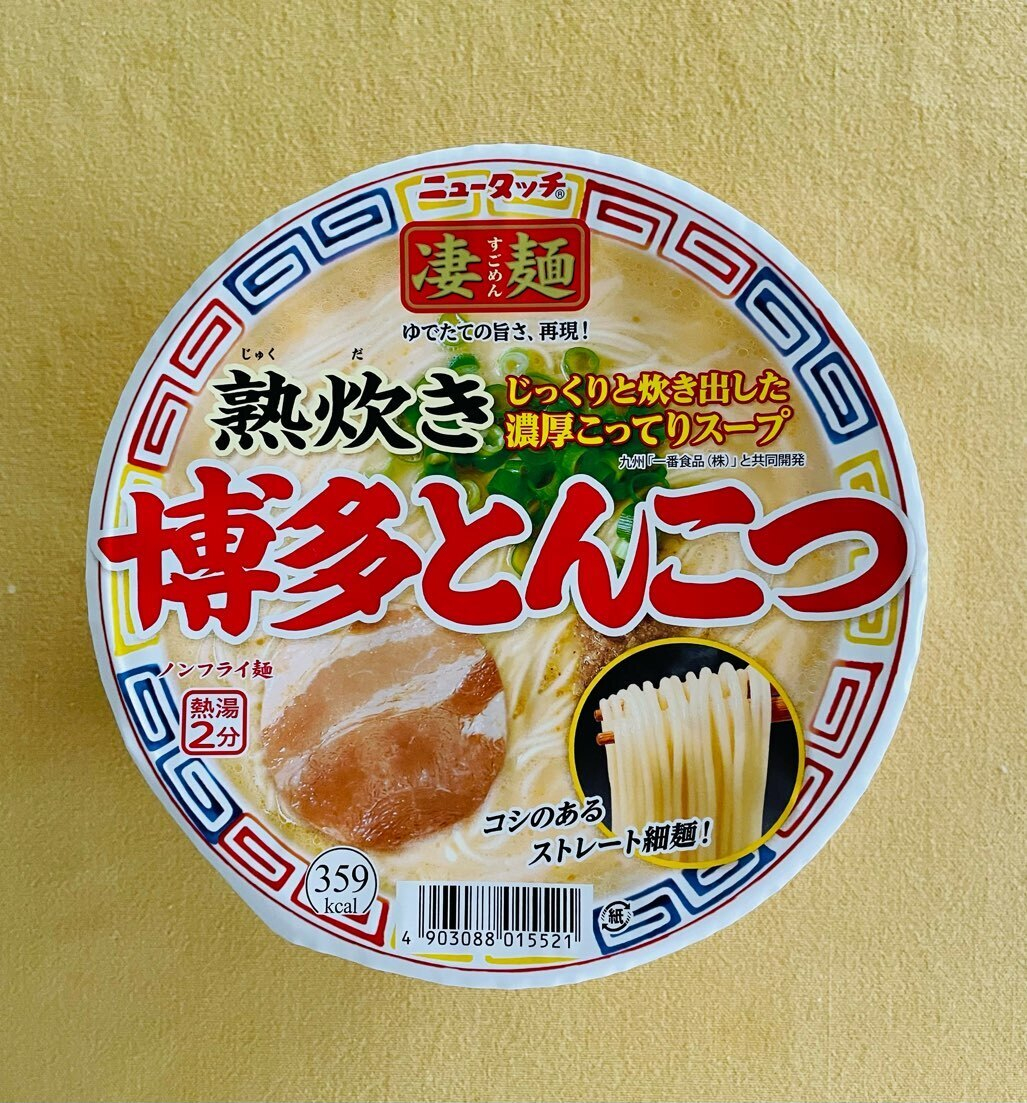 ニュータッチ®
凄麺
すごめん
ゆでたての旨さ、再現!
じゅく だ
熟炊き
じっくりと炊き出した
濃厚こってりスープ
九州「一番食品(株)」と共同開発
博多とんこつ
ノンフライ麺
熱湯
2分
コシのある
ストレート細麺!
359
kcal
4 903088 015521
紙